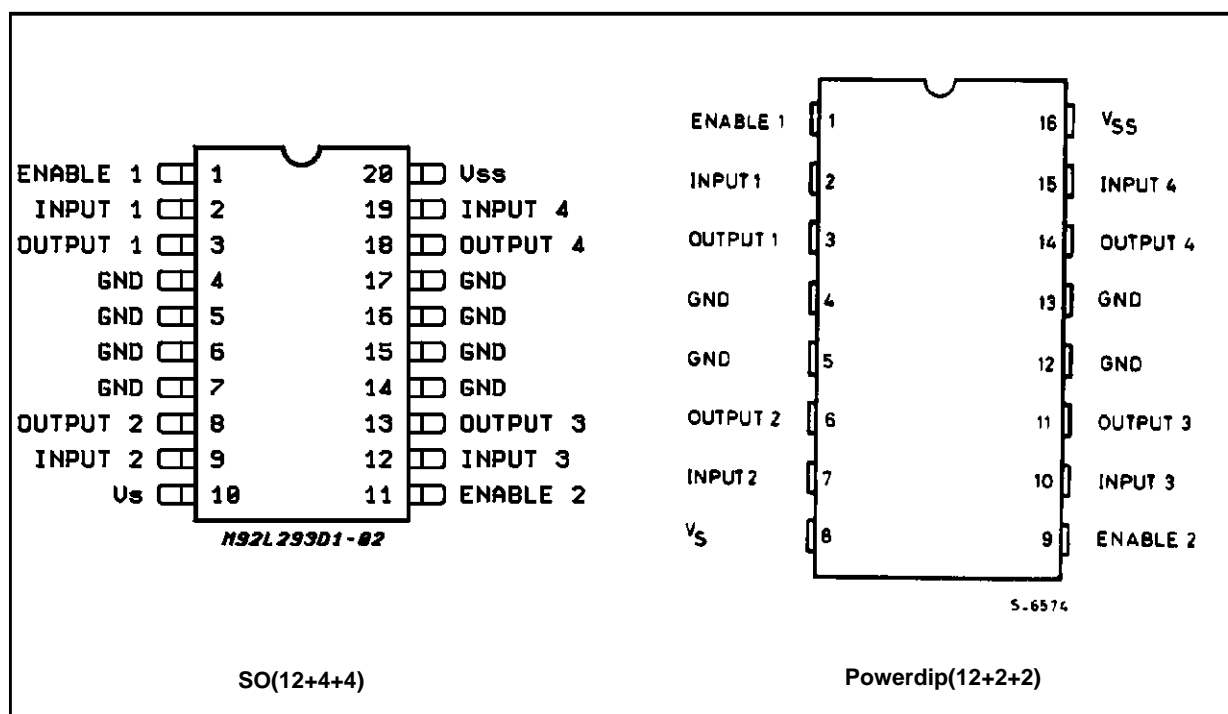 ENABLE 1 1 20 Vss
INPUT 1 2 19 INPUT 4
OUTPUT 1 3 18 OUTPUT 4
GND 4 17 GND
GND 5 16 GND
GND 6 15 GND
GND 7 14 GND
OUTPUT 2 8 13 OUTPUT 3
INPUT 2 9 12 INPUT 3
Vs 10 11 ENABLE 2
M92L293D1-02
SO(12+4+4)
ENABLE 1 1 16 VSS
INPUT 1 2 15 INPUT 4
OUTPUT 1 3 14 OUTPUT 4
GND 4 13 GND
GND 5 12 GND
OUTPUT 2 6 11 OUTPUT 3
INPUT 2 7 10 INPUT 3
VS 8 9 ENABLE 2
S-6574
Powerdip(12+2+2)